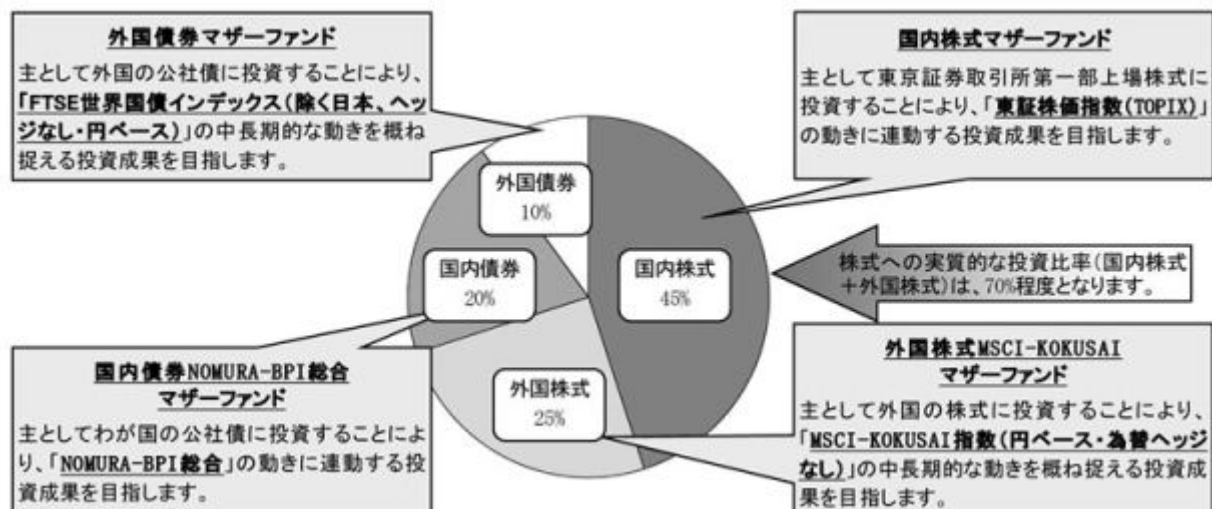 外国債券マザーファンド
主として外国の公社債に投資することにより、
「FTSE世界国債インデックス(除く日本、ヘッ
ジなし・円ベース)」の中長期的な動きを概ね
捉える投資成果を目指します。
国内株式マザーファンド
主として東京証券取引所第一部上場株式に
投資することにより、「東証株価指数(TOPIX)」
の動きに連動する投資成果を目指します。
外国債券
10%
国内債券
20%
国内株式
45%
株式への実質的な投資比率(国内株式
+外国株式)は、70%程度となります。
外国株式
25%
国内債券NOMURA-BPI総合
マザーファンド
主としてわが国の公社債に投資することによ
り、「NOMURA-BPI総合」の動きに連動する投
資成果を目指します。
外国株式MSCI-KOKUSAI
マザーファンド
主として外国の株式に投資することにより、
「MSCI-KOKUSAI指数(円ベース・為替ヘッジ
なし)」の中長期的な動きを概ね捉える投資成
果を目指します。